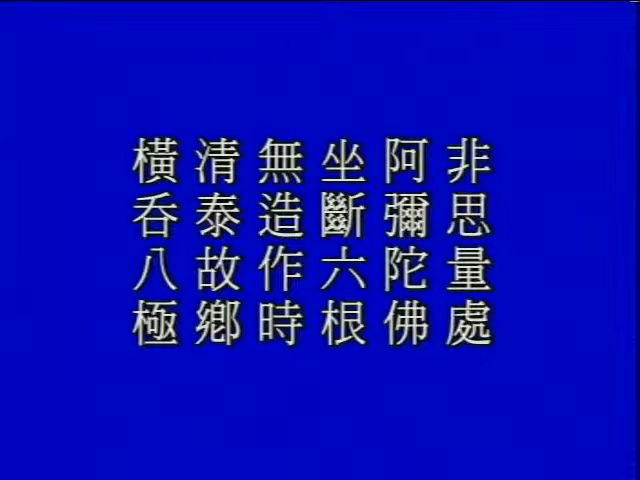 非思量處
阿彌陀佛
坐斷六根
無造作時
清泰故鄉
橫吞八極